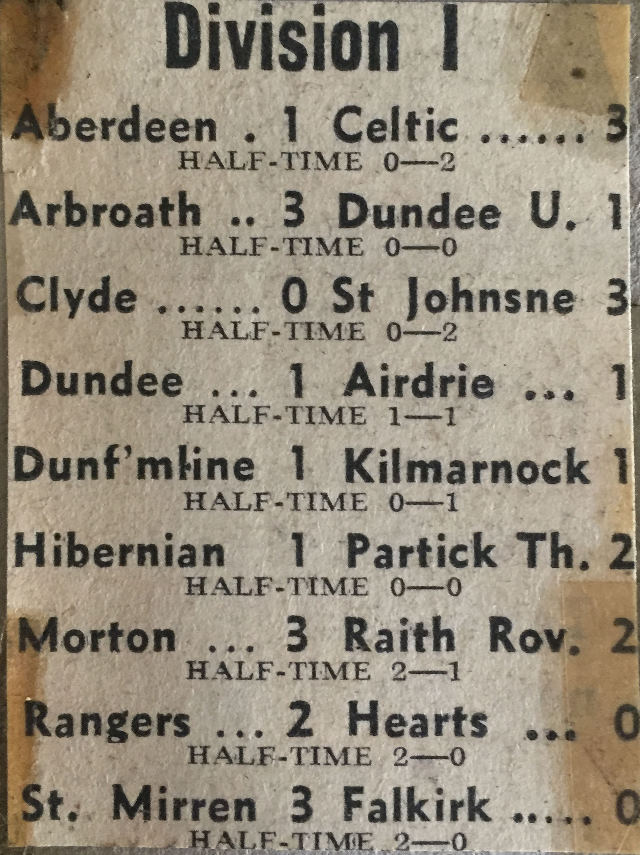 Division I
Aberdeen . 1 Celtic ...... 3
HALF-TIME 0—2
Arbroath .. 3 Dundee U. 1
HALF-TIME 0—0
Clyde ...... 0 St Johnsne 3
HALF-TIME 0—2
Dundee ... 1 Airdrie ... 1
HALF-TIME 1—1
Dunf'mline 1 Kilmarnock 1
HALF-TIME 0—1
Hibernian 1 Partick Th. 2
HALF-TIME 0—0
Morton ... 3 Raith Rov. 2
HALF-TIME 2—1
Rangers ... 2 Hearts ... 0
HALF-TIME 2—0
St. Mirren 3 Falkirk ..... 0
HALF-TIME 2—0